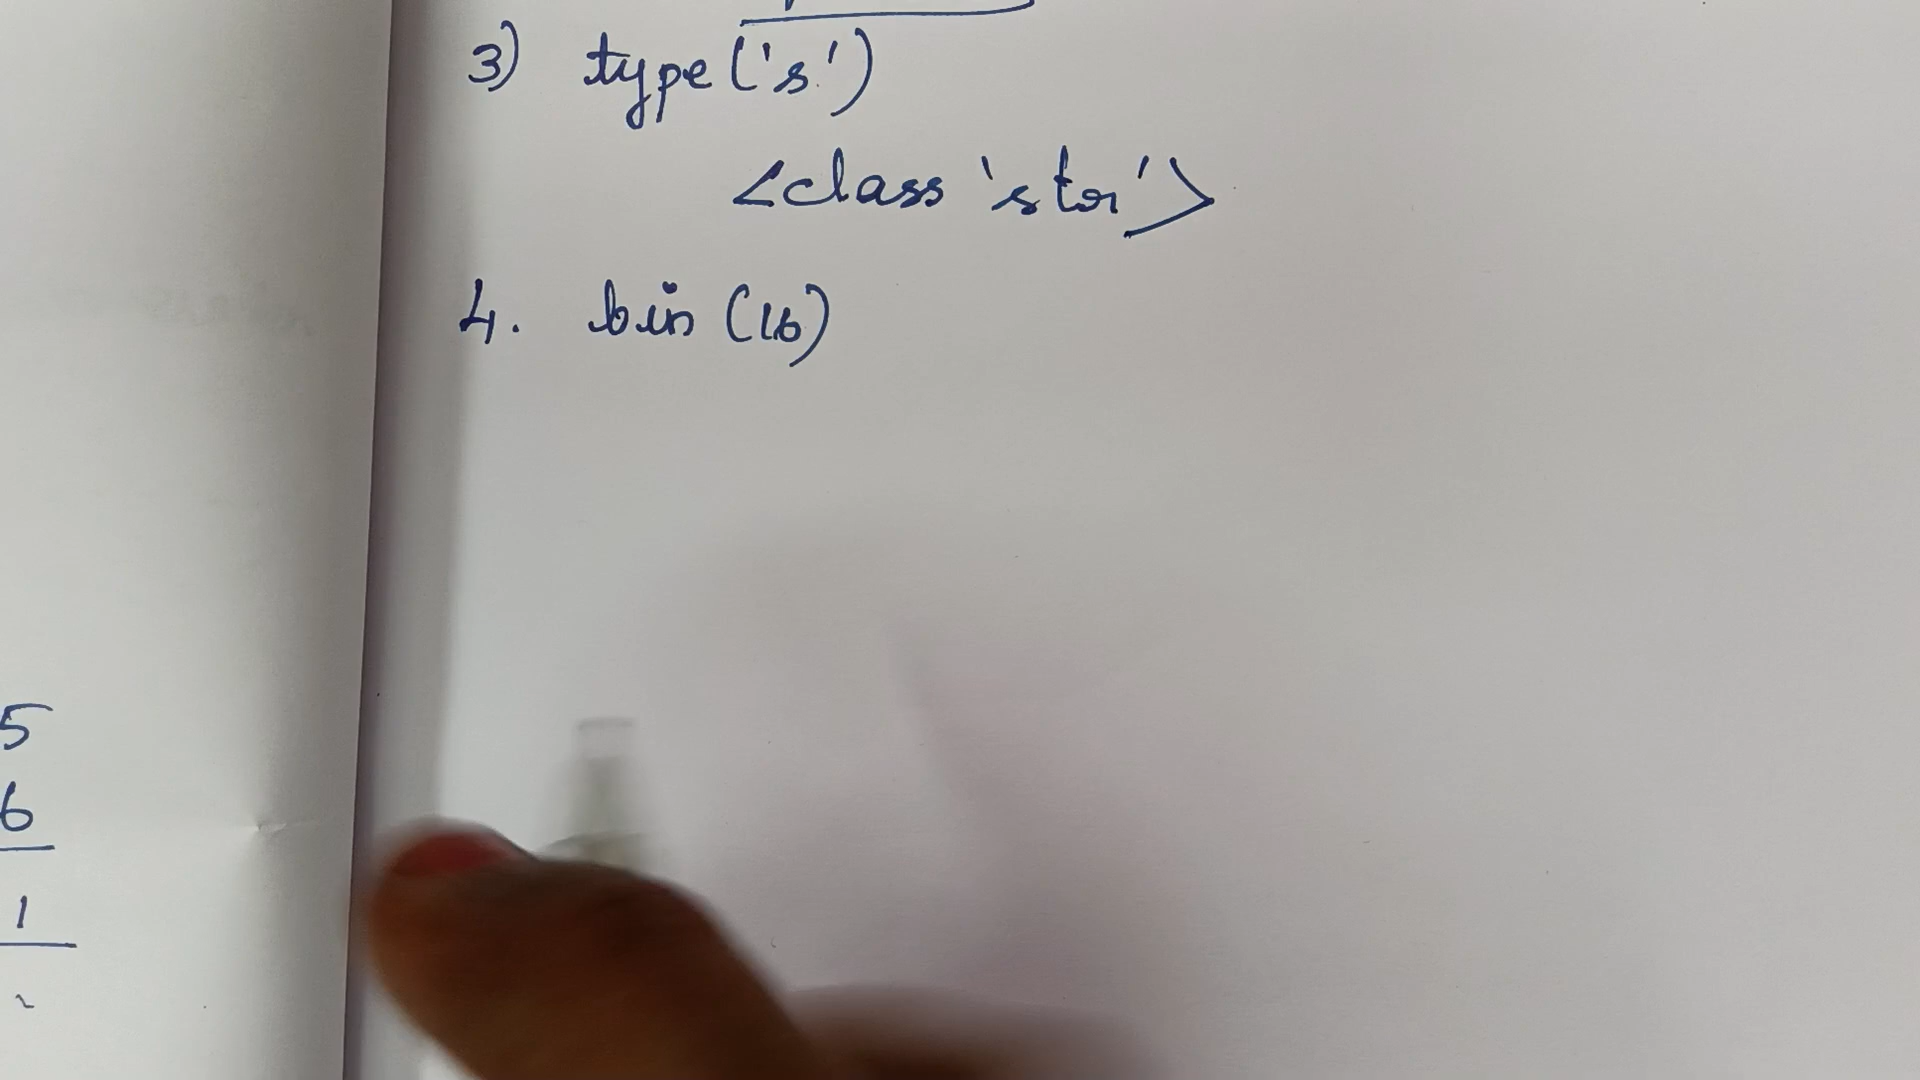 3) type('s')
<class 'str'>
4. bin (16)
5
6
1